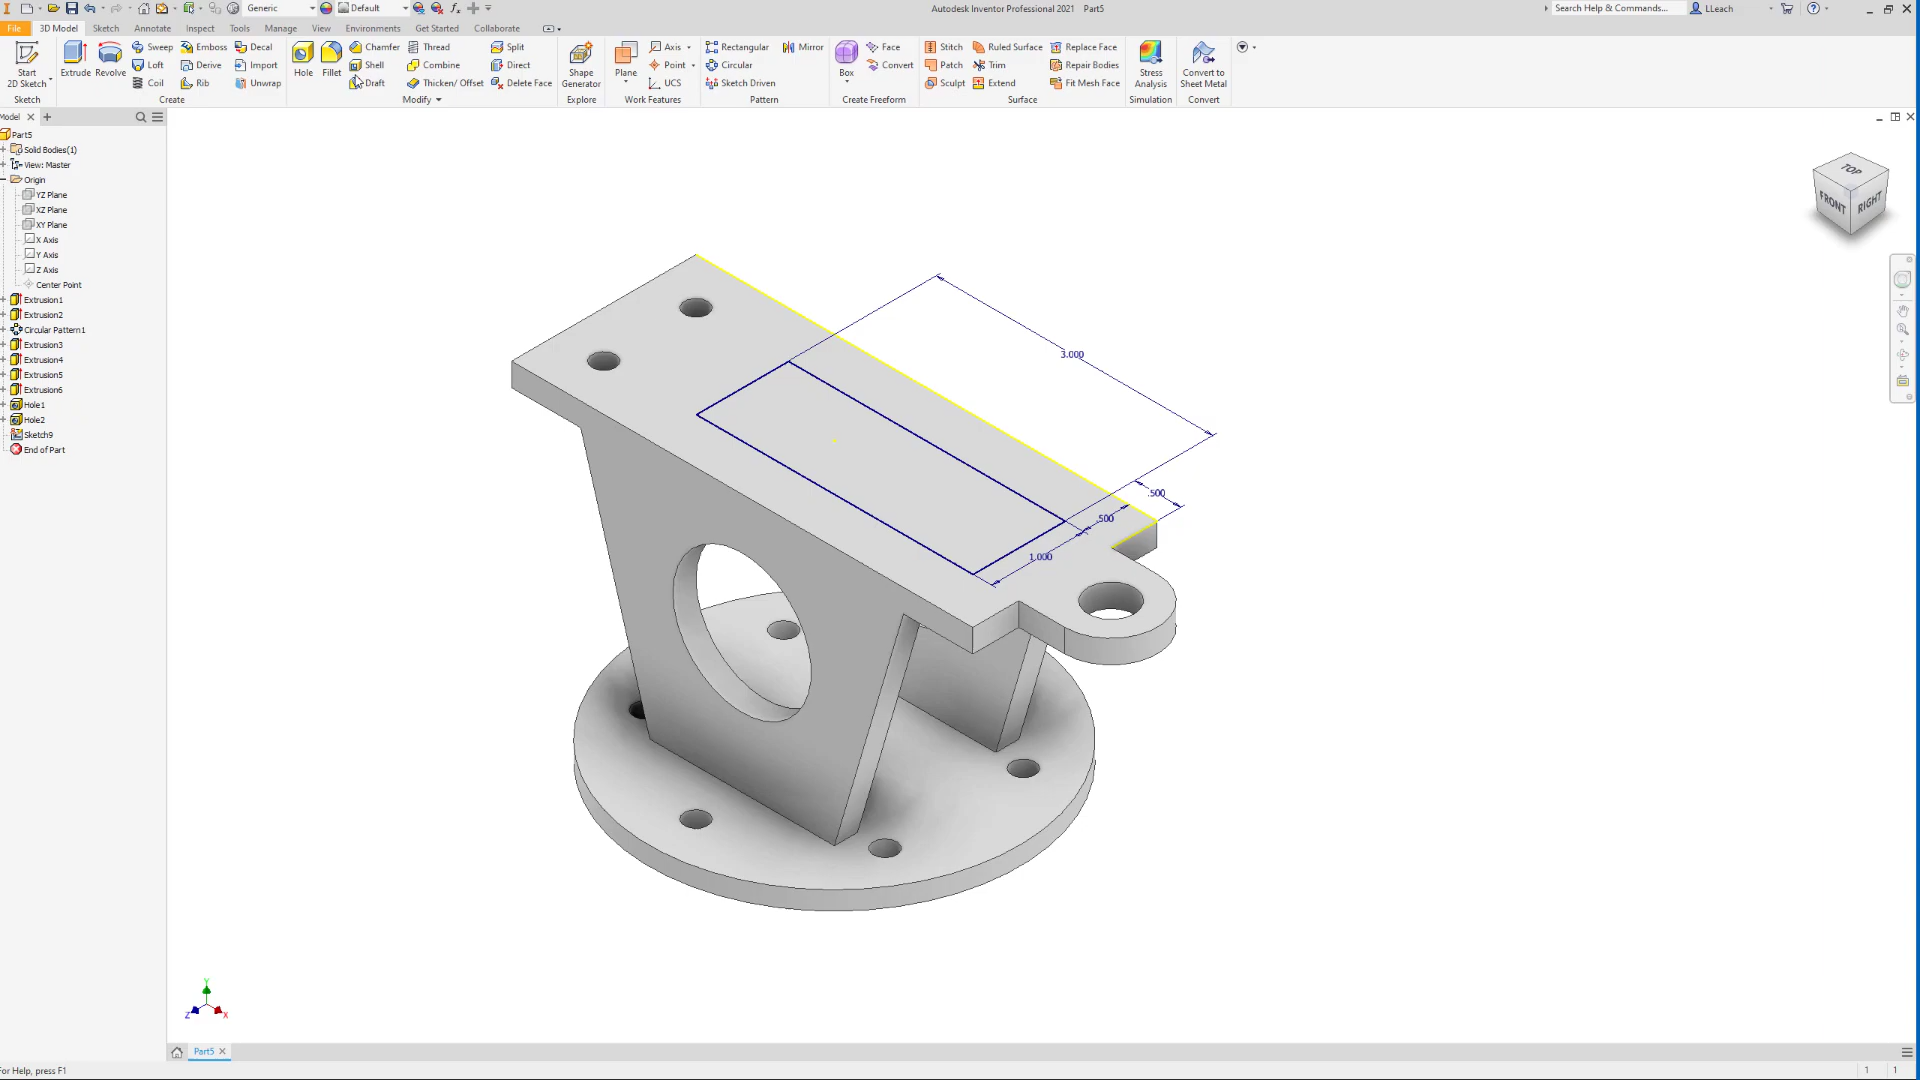 Generic
Default
Autodesk Inventor Professional 2021 Part5
Search Help & Commands...
LLeach
File 3D Model Sketch Annotate Inspect Tools Manage View Environments Get Started Collaborate
Start
2D Sketch
Sketch
Extrude
Revolve
Sweep
Loft
Coil
Emboss
Derive
Rib
Decal
Import
Unwrap
Create
Hole
Fillet
Chamfer
Shell
Draft
Thread
Combine
Thicken/ Offset
Split
Direct
Delete Face
Modify
Shape
Generator
Explore
Plane
Axis
Point
UCS
Work Features
Rectangular
Circular
Sketch Driven
Mirror
Pattern
Box
Face
Convert
Create Freeform
Stitch
Patch
Sculpt
Ruled Surface
Trim
Extend
Replace Face
Repair Bodies
Fit Mesh Face
Surface
Stress
Analysis
Simulation
Convert to
Sheet Metal
Convert
Model
Part5
Solid Bodies(1)
View: Master
Origin
YZ Plane
XZ Plane
XY Plane
X Axis
Y Axis
Z Axis
Center Point
Extrusion1
Extrusion2
Circular Pattern1
Extrusion3
Extrusion4
Extrusion5
Extrusion6
Hole1
Hole2
Sketch9
End of Part
TOP
FRONT
RIGHT
3.000
.500
.500
1.000
Y
Z
X
Part5
For Help, press F1
1 1